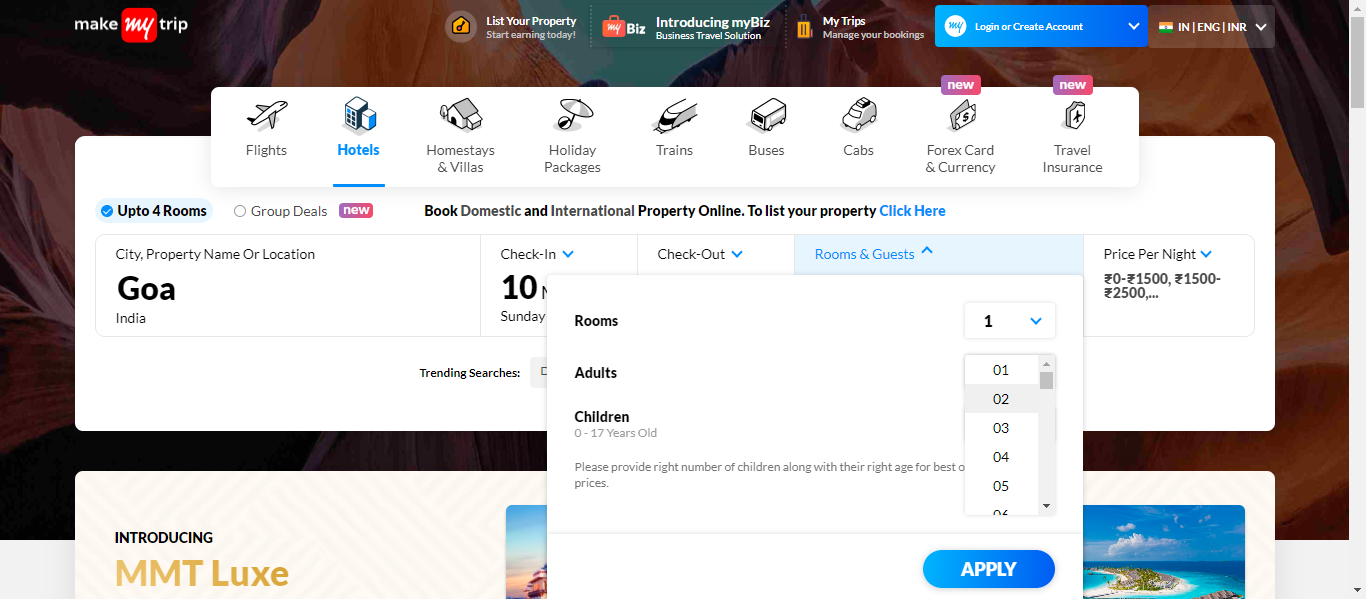 make my trip
List Your Property
Start earning today!
my Biz
Introducing myBiz
Business Travel Solution
My Trips
Manage your bookings
my
Login or Create Account
IN | ENG | INR
new
new
Flights
Hotels
Homestays
& Villas
Holiday
Packages
Trains
Buses
Cabs
Forex Card
& Currency
Travel
Insurance
Upto 4 Rooms
Group Deals
new
Book Domestic and International Property Online. To list your property Click Here
City, Property Name Or Location
Goa
India
Check-In
10
Sunday
Check-Out
Rooms & Guests
Price Per Night
₹0-₹1500, ₹1500-
₹2500,...
Rooms
1
Adults
01
02
03
04
05
06
Children
0 - 17 Years Old
Please provide right number of children along with their right age for best o
prices.
APPLY
Trending Searches:
INTRODUCING
MMT Luxe